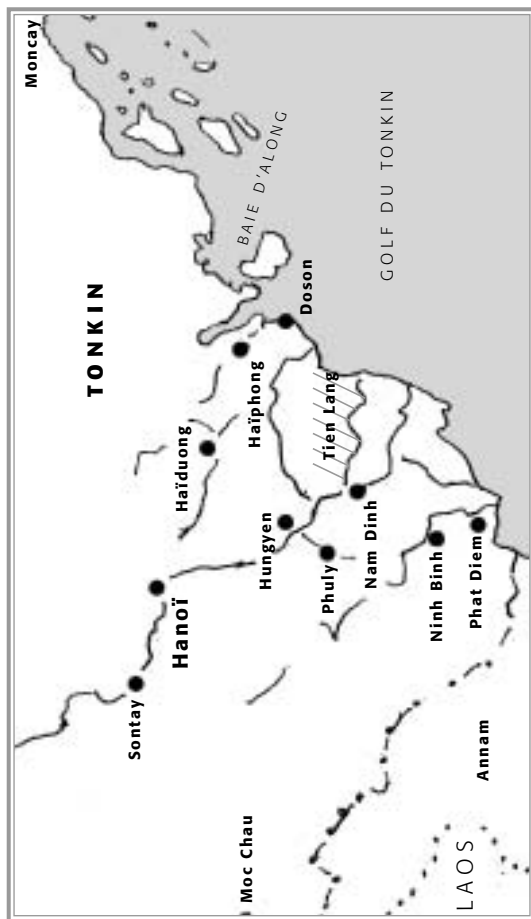 Moncay
TONKIN
BAIE D'ALONG
GOLF DU TONKIN
Doson
Haïphong
Haïduong
Tien Lang
Hungyen
Hanoï
Phuly
Nam Dinh
Sontay
Ninh Binh
Phat Diem
Moc Chau
Annam
LAOS